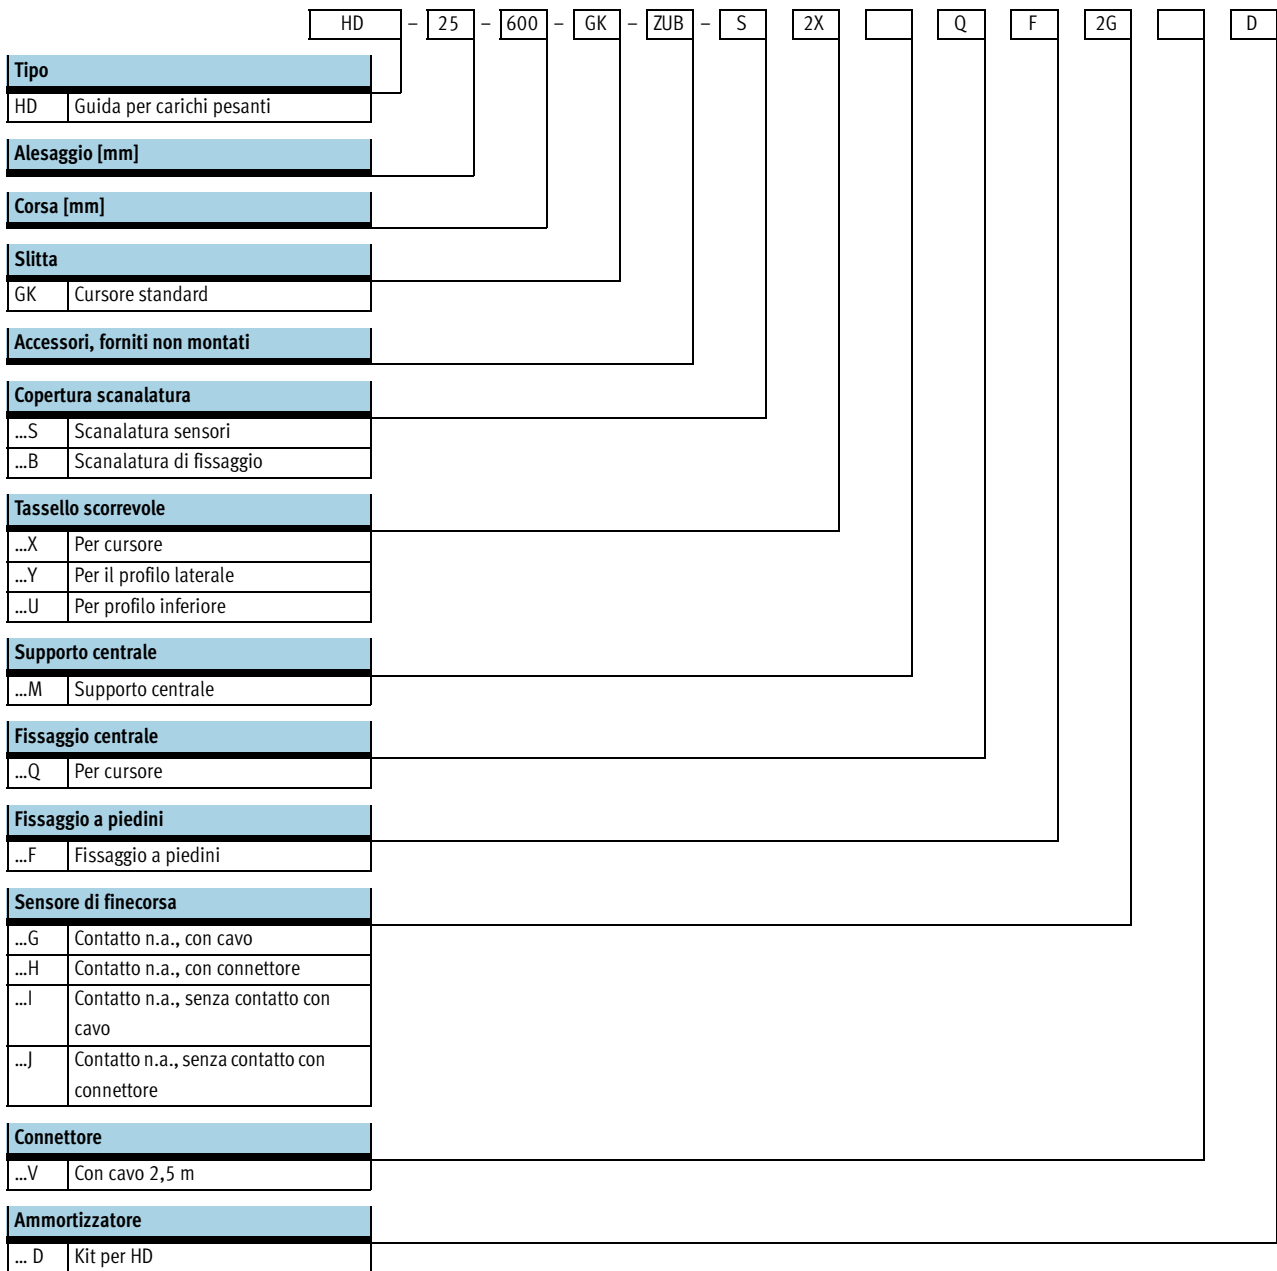 HD – 25 – 600 – GK – ZUB – S 2X Q F 2G D
Tipo
HD Guida per carichi pesanti
Alesaggio [mm]
Corsa [mm]
Slitta
GK Cursore standard
Accessori, forniti non montati
Copertura scanalatura
...S Scanalatura sensori
...B Scanalatura di fissaggio
Tassello scorrevole
...X Per cursore
...Y Per il profilo laterale
...U Per profilo inferiore
Supporto centrale
...M Supporto centrale
Fissaggio centrale
...Q Per cursore
Fissaggio a piedini
...F Fissaggio a piedini
Sensore di finecorsa
...G Contatto n.a., con cavo
...H Contatto n.a., con connettore
...I Contatto n.a., senza contatto con
cavo
...J Contatto n.a., senza contatto con
connettore
Connettore
...V Con cavo 2,5 m
Ammortizzatore
... D Kit per HD